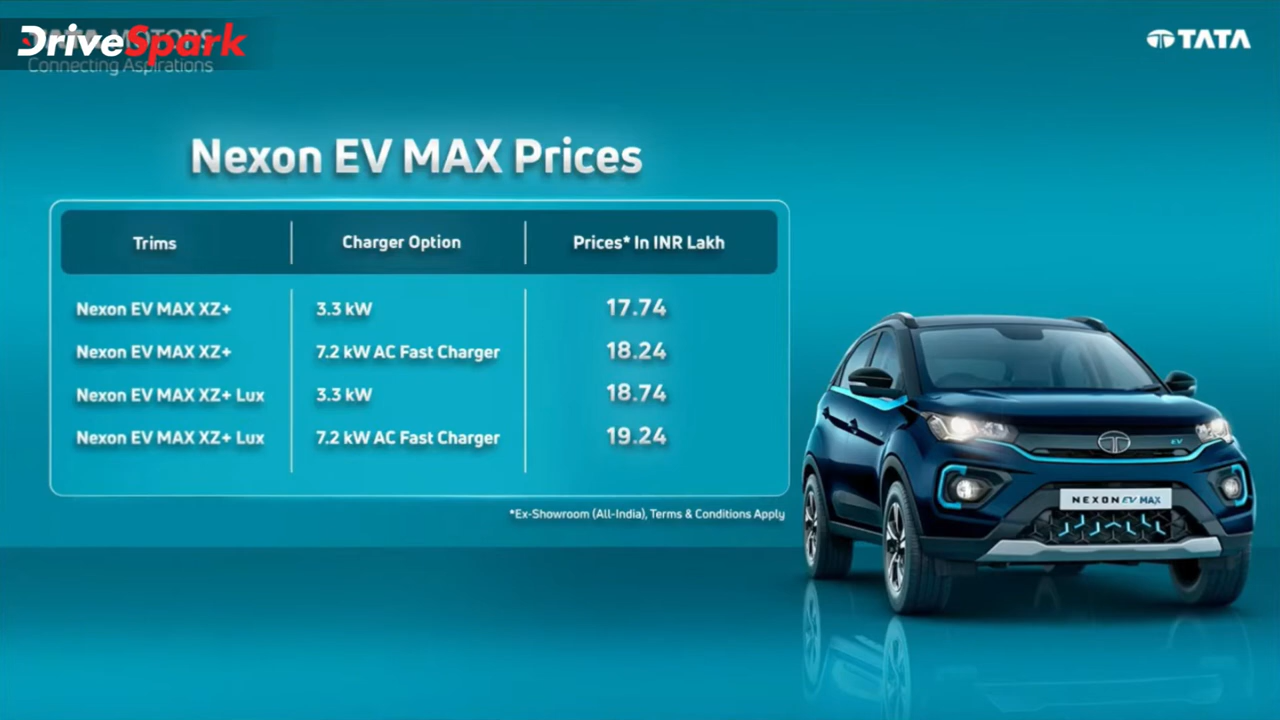 DriveSpark
TATA MOTORS
Connecting Aspirations
TATA
Nexon EV MAX Prices
Trims Charger Option Prices* In INR Lakh
Nexon EV MAX XZ+ 3.3 kW 17.74
Nexon EV MAX XZ+ 7.2 kW AC Fast Charger 18.24
Nexon EV MAX XZ+ Lux 3.3 kW 18.74
Nexon EV MAX XZ+ Lux 7.2 kW AC Fast Charger 19.24
*Ex-Showroom (All-India), Terms & Conditions Apply
EV
NEXON EV MAX